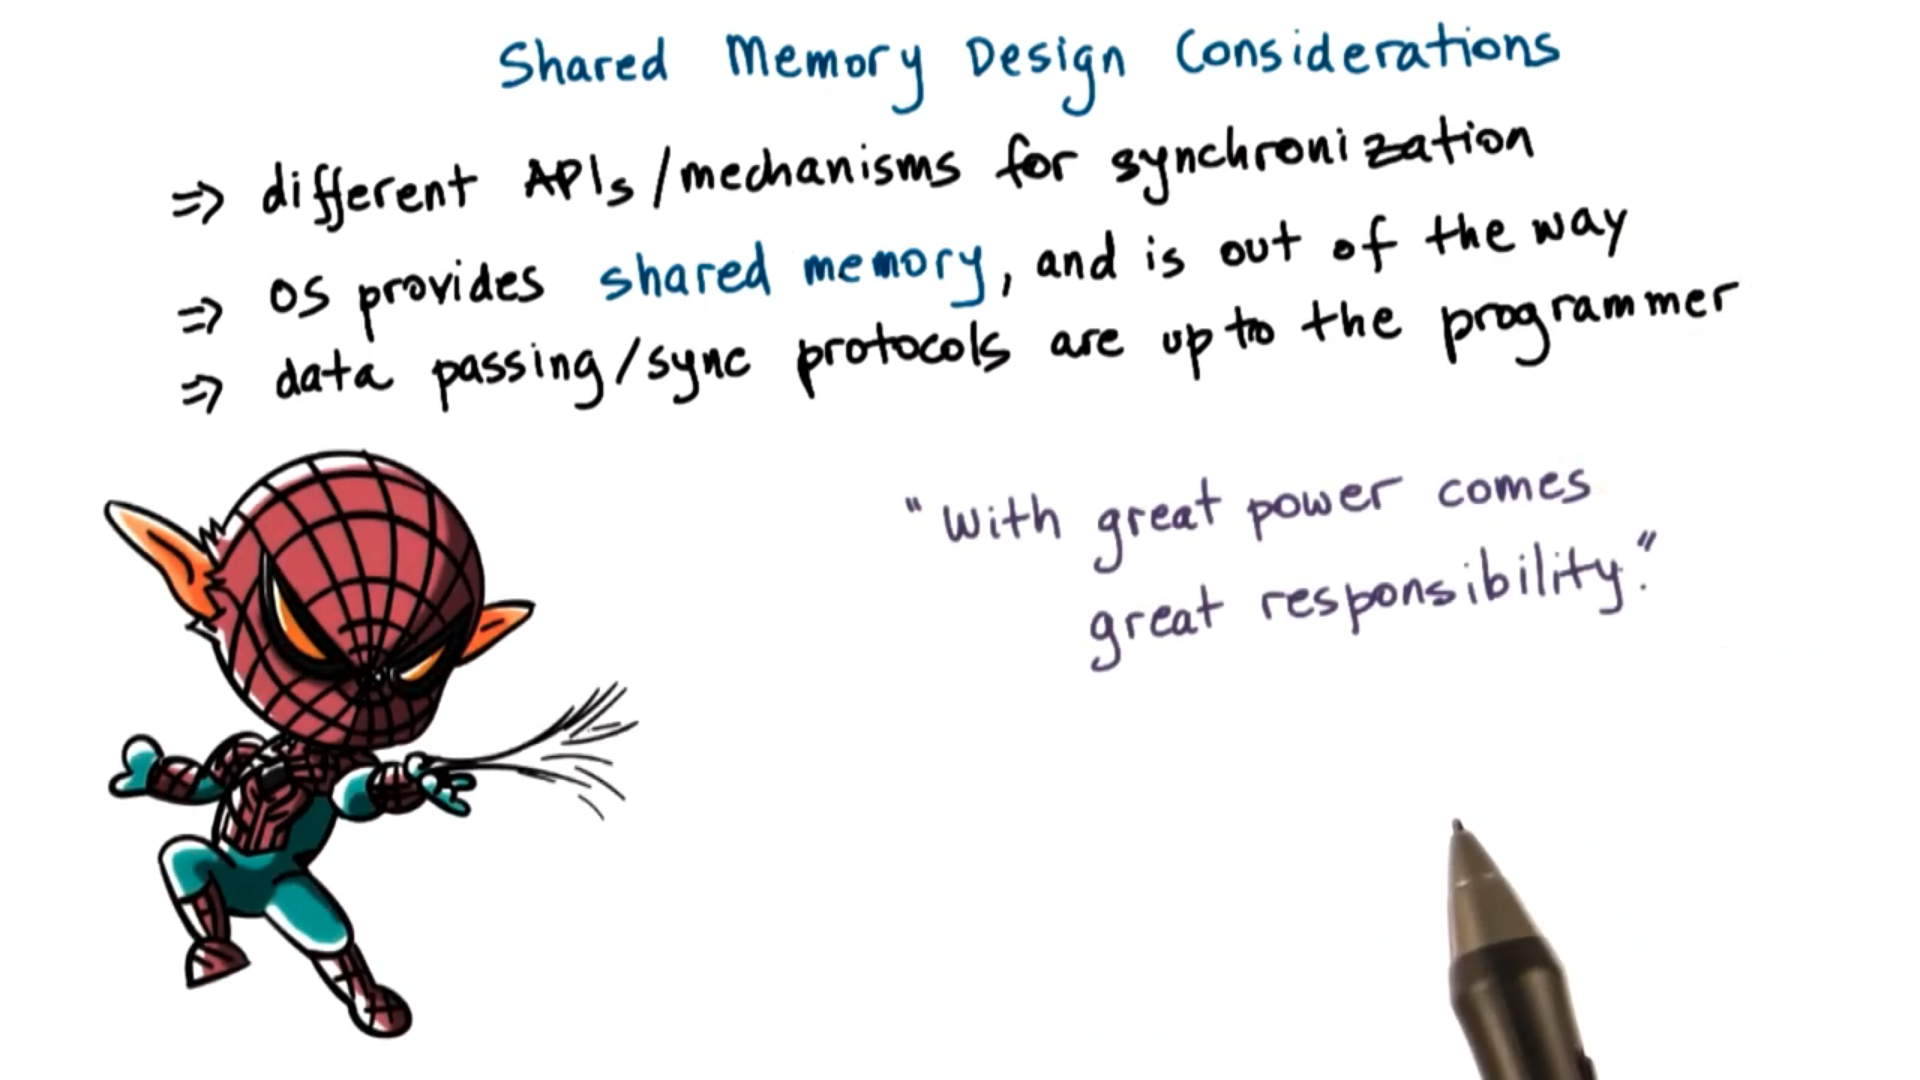 Shared Memory Design Considerations
=> different APIs/mechanisms for synchronization
=> OS provides shared memory, and is out of the way
=> data passing/sync protocols are up to the programmer
"With great power comes
great responsibility."